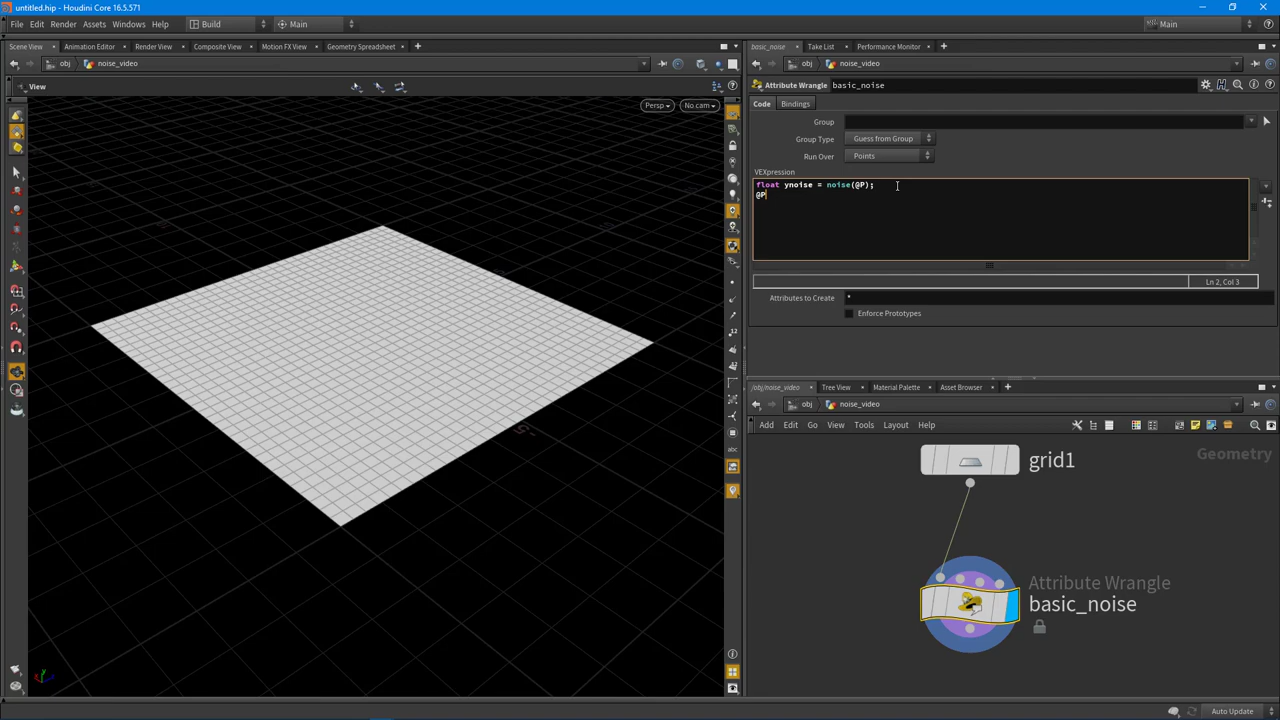 untitled.hip - Houdini Core 16.5.571
File Edit Render Assets Windows Help Build Main Main
Scene View Animation Editor Render View Composite View Motion FX View Geometry Spreadsheet
obj noise_video
View
Persp No cam
basic_noise Take List Performance Monitor
obj noise_video
Attribute Wrangle basic_noise
Code Bindings
Group
Group Type Guess from Group
Run Over Points
VEXpression
float ynoise = noise(@P);
@P
Ln 2, Col 3
Attributes to Create *
Enforce Prototypes
/obj/noise_video Tree View Material Palette Asset Browser
obj noise_video
Add Edit Go View Tools Layout Help
Geometry
grid1
Attribute Wrangle
basic_noise
Auto Update